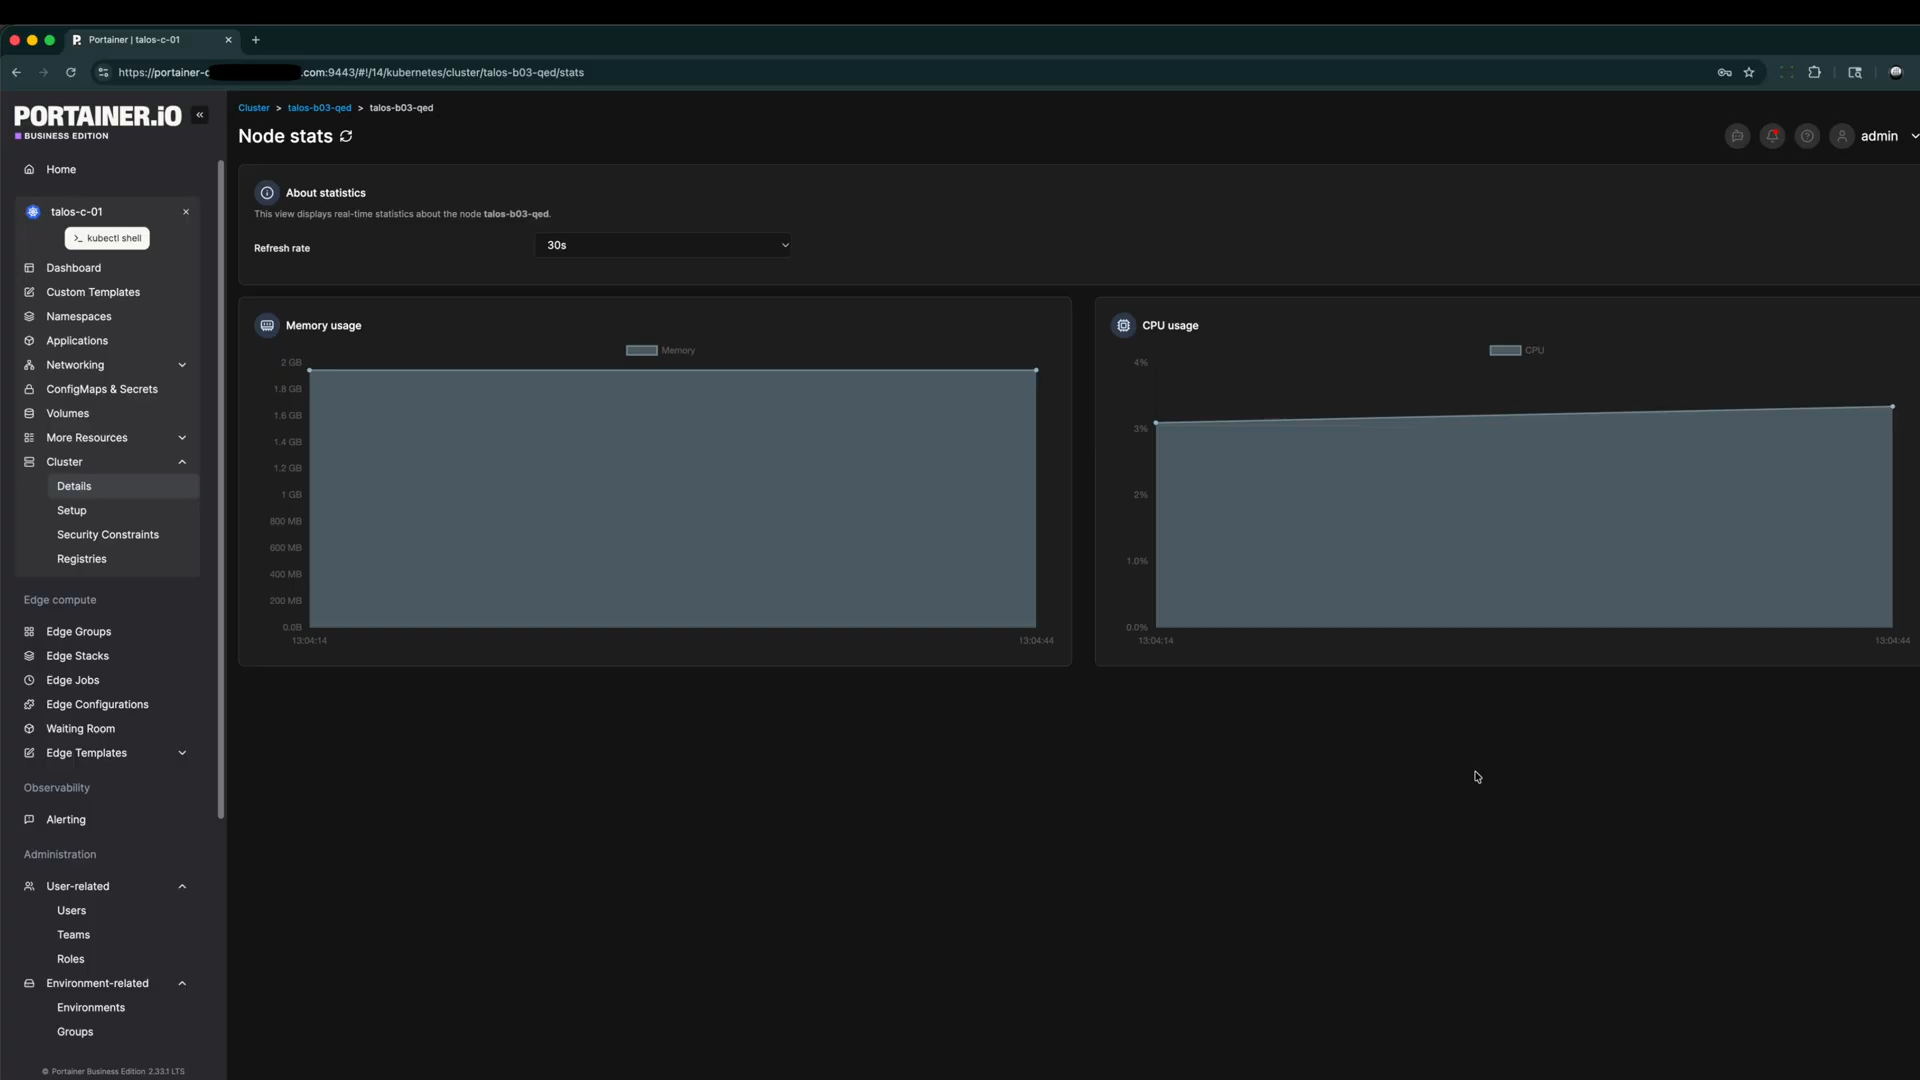 Portainer | talos-c-01
https://portainer-c .com:9443/#!/14/kubernetes/cluster/talos-b03-qed/stats
PORTAINER.iO
BUSINESS EDITION
Home
talos-c-01
>_ kubectl shell
Dashboard
Custom Templates
Namespaces
Applications
Networking
ConfigMaps & Secrets
Volumes
More Resources
Cluster
Details
Setup
Security Constraints
Registries
Edge compute
Edge Groups
Edge Stacks
Edge Jobs
Edge Configurations
Waiting Room
Edge Templates
Observability
Alerting
Administration
User-related
Users
Teams
Roles
Environment-related
Environments
Groups
© Portainer Business Edition 2.33.1 LTS
Cluster > talos-b03-qed > talos-b03-qed
Node stats
admin
About statistics
This view displays real-time statistics about the node talos-b03-qed.
Refresh rate
30s
Memory usage
Memory
2 GB
1.8 GB
1.6 GB
1.4 GB
1.2 GB
1 GB
800 MB
600 MB
400 MB
200 MB
0.0B
13:04:14
13:04:44
CPU usage
CPU
4%
3%
2%
1.0%
0.0%
13:04:14
13:04:44